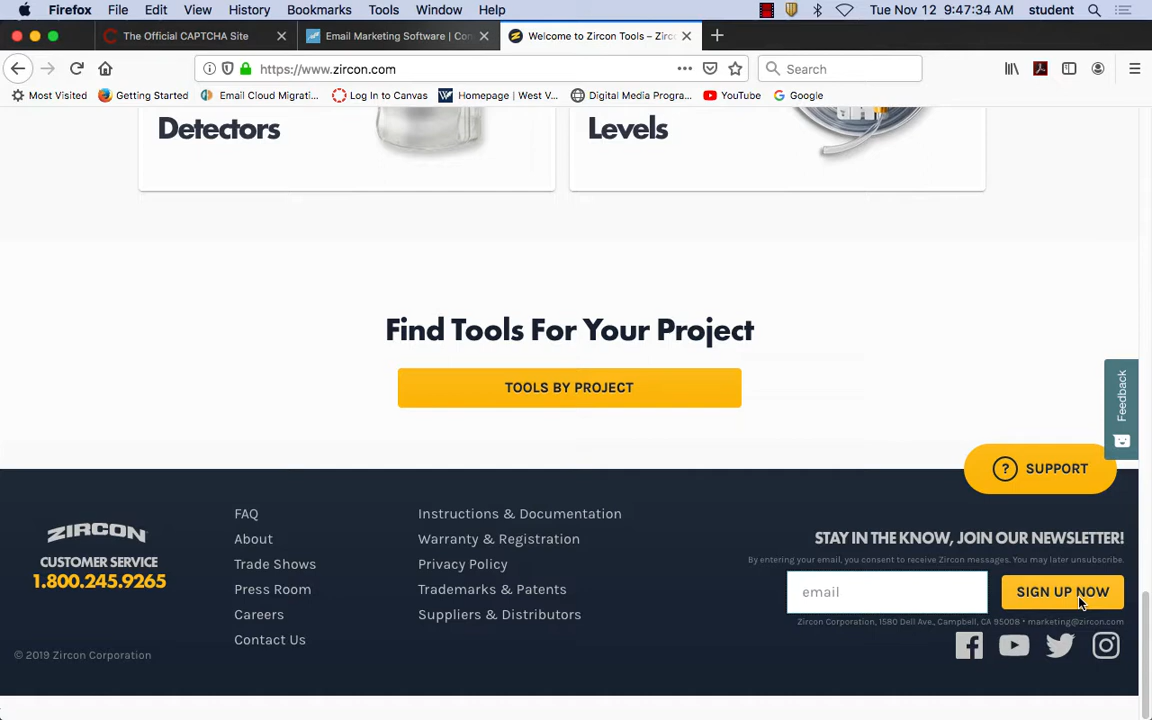 Firefox File Edit View History Bookmarks Tools Window Help Tue Nov 12 9:47:34 AM student
The Official CAPTCHA Site Email Marketing Software | Con Welcome to Zircon Tools – Zirc
https://www.zircon.com Search
Most Visited Getting Started Email Cloud Migrati... Log In to Canvas Homepage | West V... Digital Media Progra... YouTube Google
Detectors Levels
Find Tools For Your Project
TOOLS BY PROJECT
Feedback
? SUPPORT
ZIRCON
CUSTOMER SERVICE
1.800.245.9265
© 2019 Zircon Corporation
FAQ
About
Trade Shows
Press Room
Careers
Contact Us
Instructions & Documentation
Warranty & Registration
Privacy Policy
Trademarks & Patents
Suppliers & Distributors
STAY IN THE KNOW, JOIN OUR NEWSLETTER!
By entering your email, you consent to receive Zircon messages. You may later unsubscribe.
email SIGN UP NOW
Zircon Corporation, 1580 Dell Ave., Campbell, CA 95008 • marketing@zircon.com